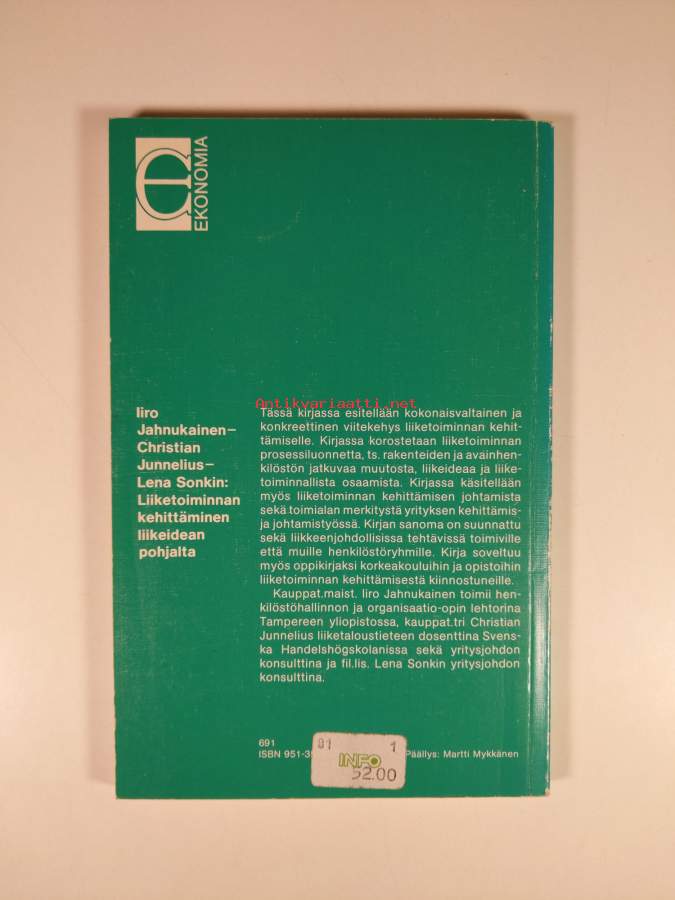 EKONOMIA
Iiro
Jahnukainen–
Christian
Junnelius–
Lena Sonkin:
Liiketoiminnan
kehittäminen
liikeidean
pohjalta
Antikvariaatti.net
Tässä kirjassa esitellään kokonaisvaltainen ja
konkreettinen viitekehys liiketoiminnan kehit-
tämiselle. Kirjassa korostetaan liiketoiminnan
prosessiluonnetta, ts. rakenteiden ja avainhen-
kilöstön jatkuvaa muutosta, liikeideaa ja liike-
toiminnallista osaamista. Kirjassa käsitellään
myös liiketoiminnan kehittämisen johtamista
sekä toimialan merkitystä yrityksen kehittämis-
ja johtamistyössä. Kirjan sanoma on suunnattu
sekä liikkeenjohdollisissa tehtävissä toimiville
että muille henkilöstöryhmille. Kirja soveltuu
myös oppikirjaksi korkeakouluihin ja opistoihin
liiketoiminnan kehittämisestä kiinnostuneille.
Kauppat.maist. Iiro Jahnukainen toimii hen-
kilöstöhallinnon ja organisaatio-opin lehtorina
Tampereen yliopistossa, kauppat.tri Christian
Junnelius liiketaloustieteen dosenttina Svens-
ka Handelshögskolanissa sekä yritysjohdon
konsulttina ja fil.lis. Lena Sonkin yritysjohdon
konsulttina.
691
ISBN 951-35 Päällys: Martti Mykkänen
01 1
INFO
52.00